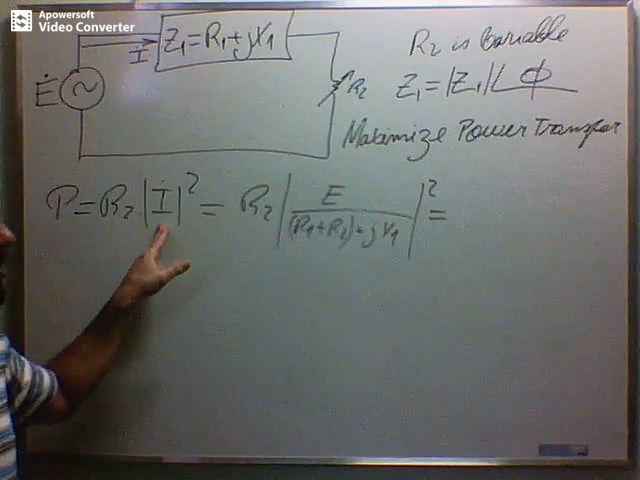 Apowersoft
Video Converter
Z₁=R₁+jX₁
R₂ is Variable
İ
Ė
R₂
Z₁=|Z₁|∠Φ
Maximize Power Transfer
P=R₂.|İ|²= R₂|E/((R₁+R₂)+jX₁)|²=